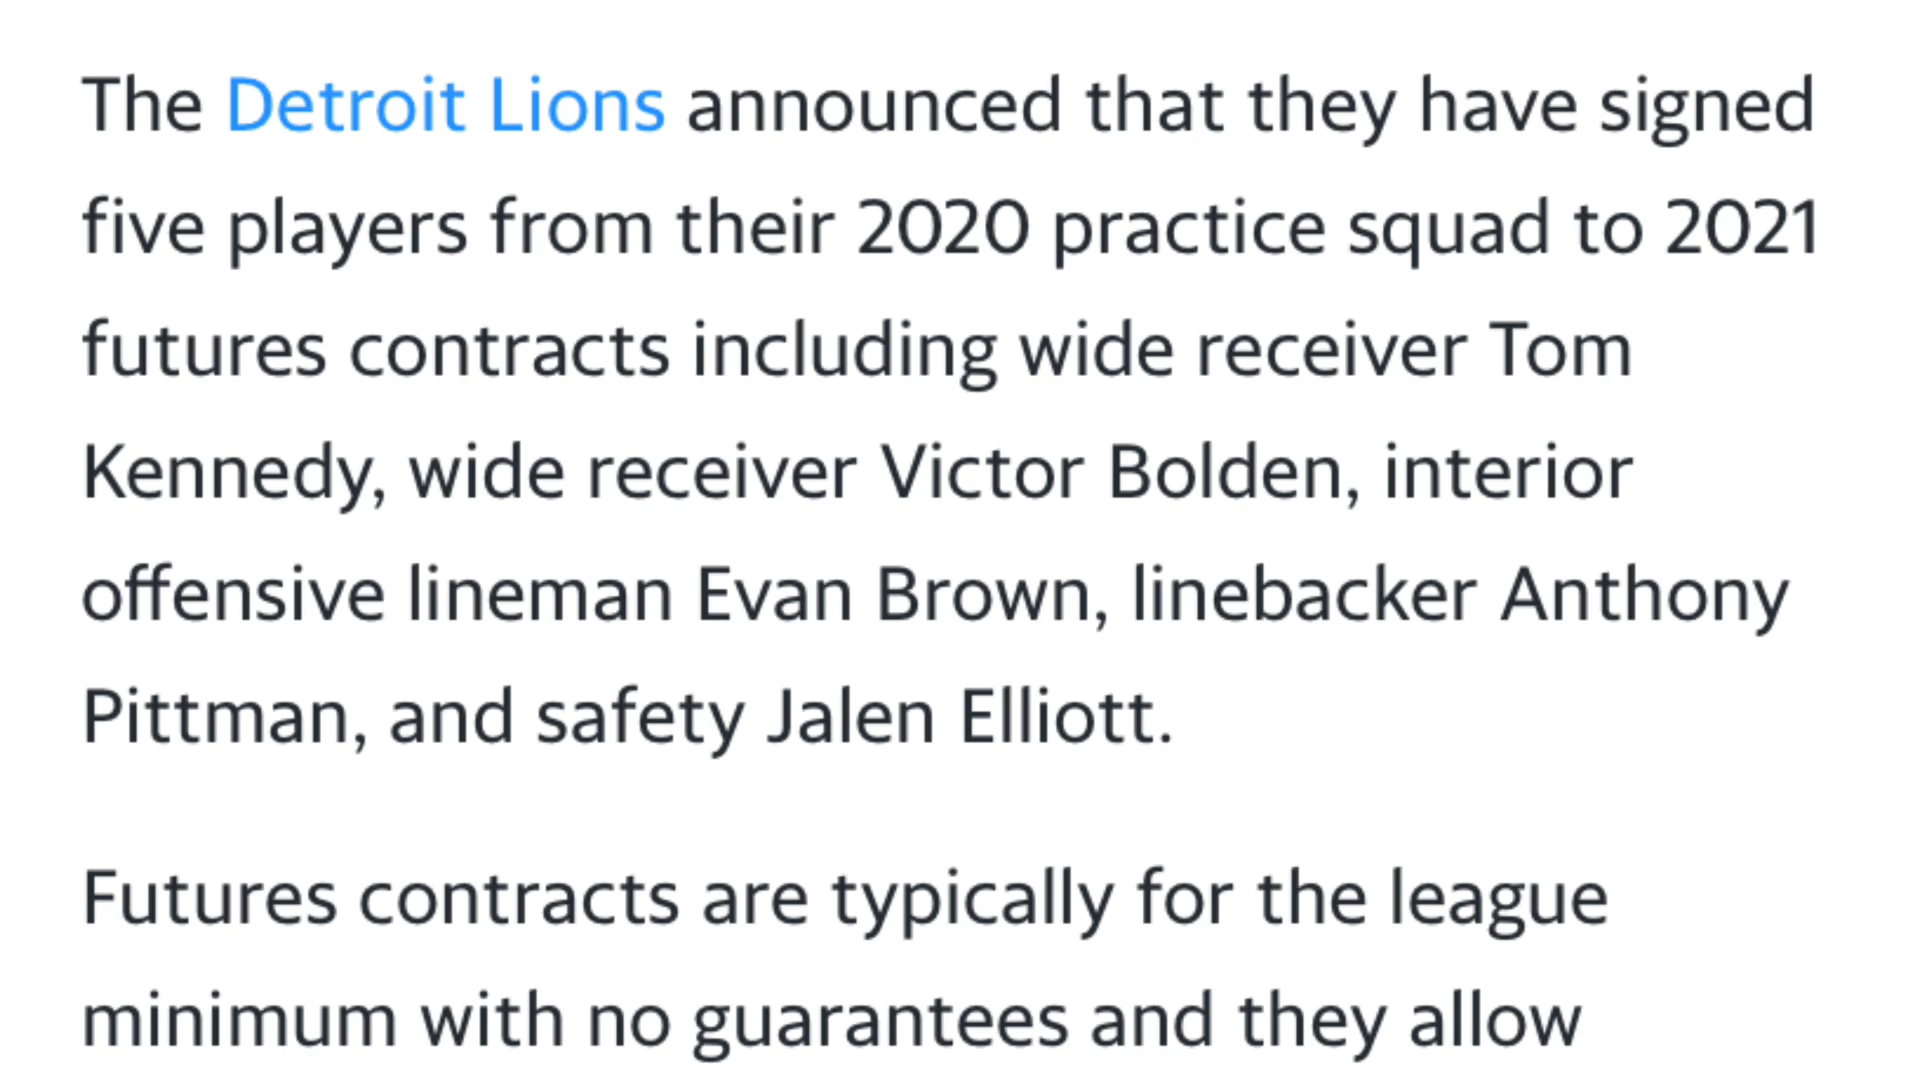 The Detroit Lions announced that they have signed
five players from their 2020 practice squad to 2021
futures contracts including wide receiver Tom
Kennedy, wide receiver Victor Bolden, interior
offensive lineman Evan Brown, linebacker Anthony
Pittman, and safety Jalen Elliott.
Futures contracts are typically for the league
minimum with no guarantees and they allow